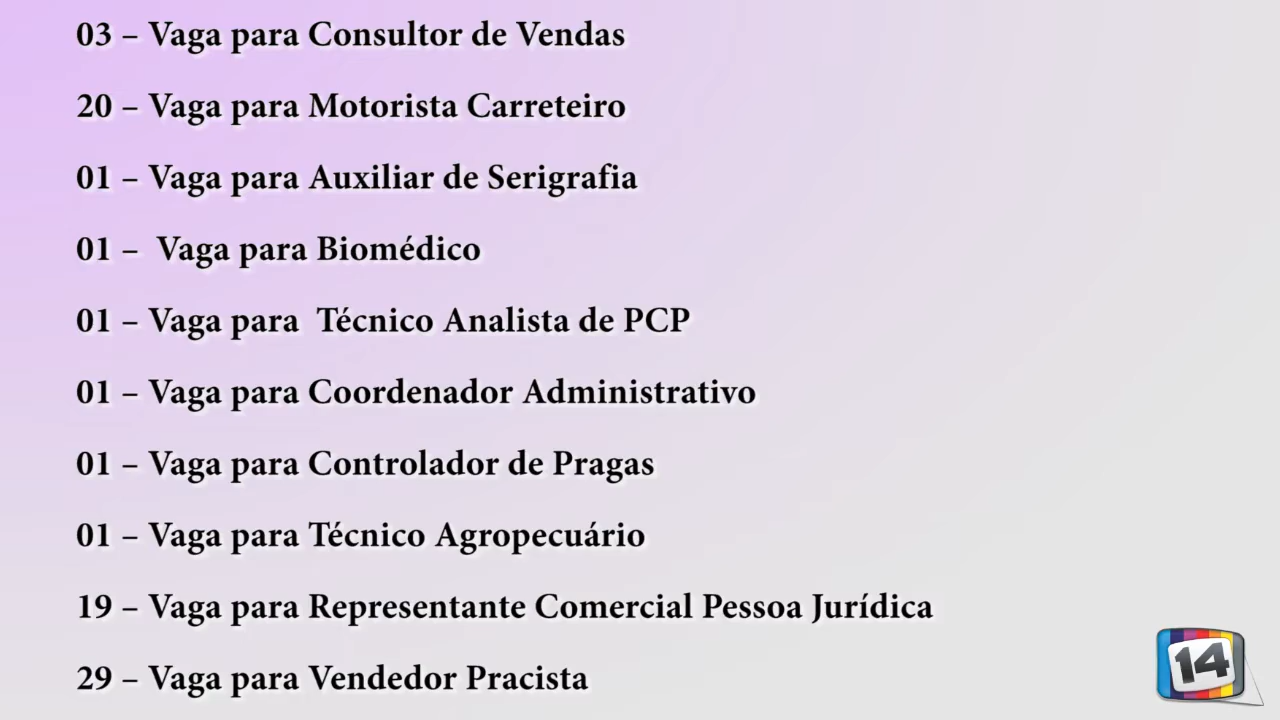 03 – Vaga para Consultor de Vendas
20 – Vaga para Motorista Carreteiro
01 – Vaga para Auxiliar de Serigrafia
01 – Vaga para Biomédico
01 – Vaga para Técnico Analista de PCP
01 – Vaga para Coordenador Administrativo
01 – Vaga para Controlador de Pragas
01 – Vaga para Técnico Agropecuário
19 – Vaga para Representante Comercial Pessoa Jurídica
29 – Vaga para Vendedor Pracista
14